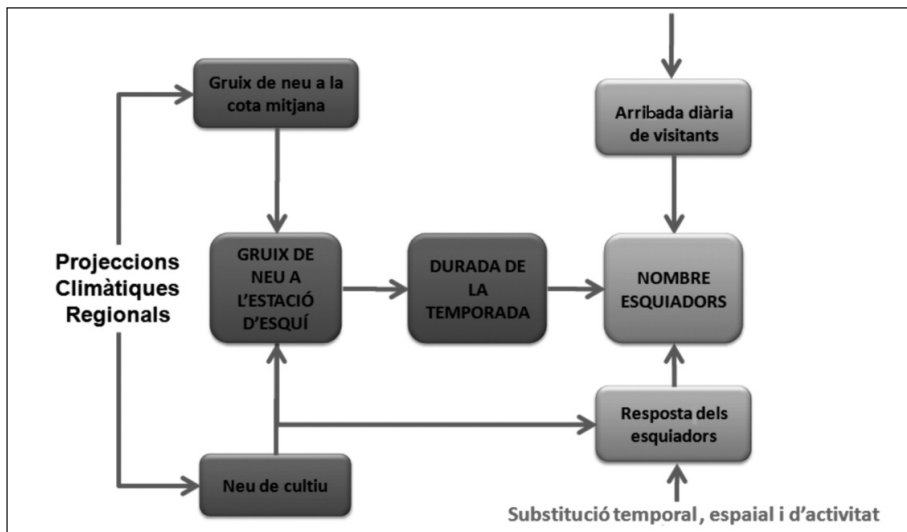 Gruix de neu a la
cota mitjana
Arribada diària
de visitants
Projeccions
Climàtiques
Regionals
GRUIX DE
NEU A
L'ESTACIÓ
D'ESQUÍ
DURADA DE
LA
TEMPORADA
NOMBRE
ESQUIADORS
Resposta dels
esquiadors
Neu de cultiu
Substitució temporal, espaial i d'activitat